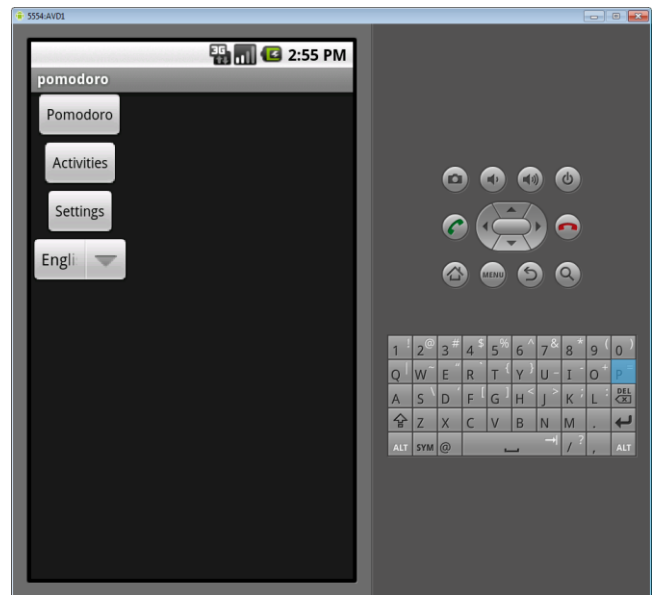 5554:AVD1
3G 2:55 PM
pomodoro
Pomodoro
Activities
Settings
Engli
MENU
1 ! 2 @ 3 # 4 $ 5 % 6 ^ 7 & 8 * 9 ( 0 )
Q | W ~ E ” R ` T { Y } U _ I - O + P =
A S \ D ' F [ G ] H < J > K ; L : DEL
Z X C V B N M .
ALT SYM @ / ? , ALT